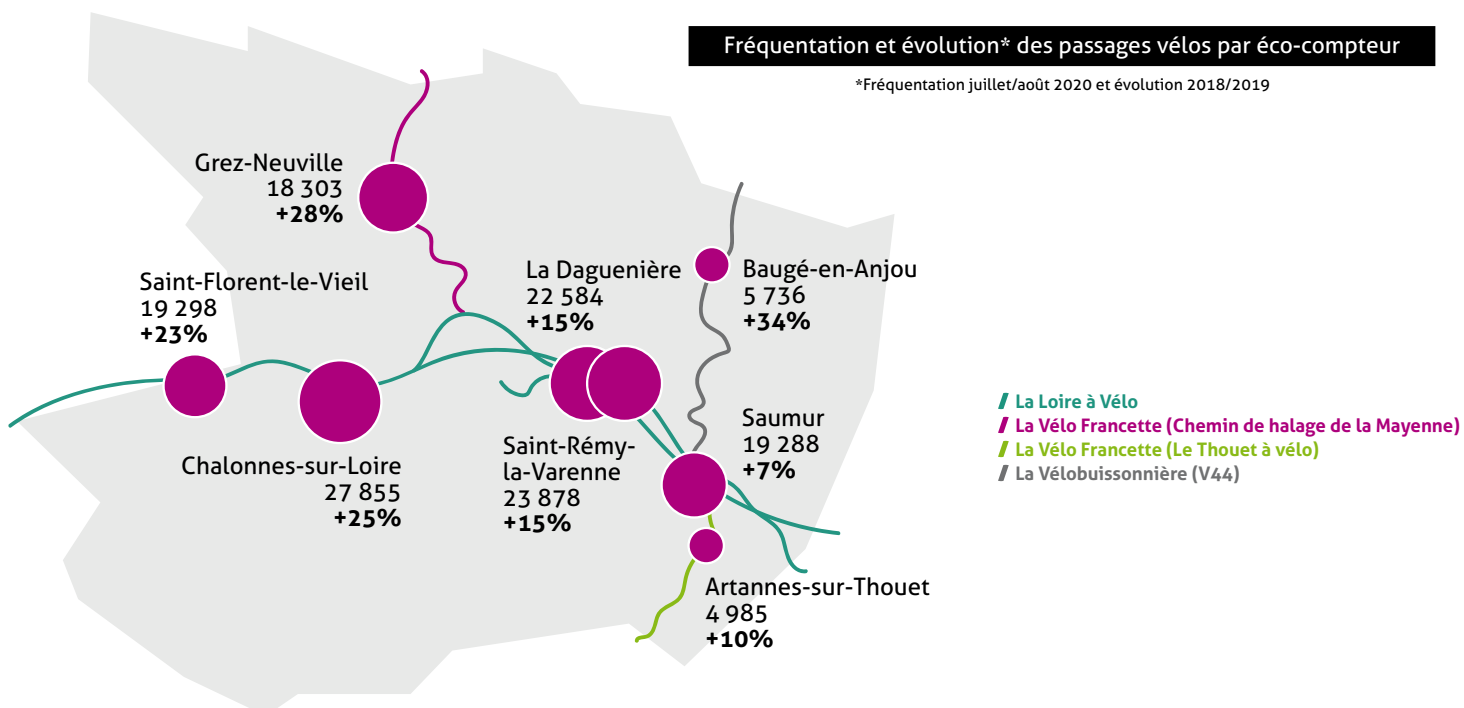 Fréquentation et évolution* des passages vélos par éco-compteur
*Fréquentation juillet/août 2020 et évolution 2018/2019
Grez-Neuville
18 303
+28%
Saint-Florent-le-Vieil
19 298
+23%
La Daguenière
22 584
+15%
Baugé-en-Anjou
5 736
+34%
Chalonnes-sur-Loire
27 855
+25%
Saint-Rémy-
la-Varenne
23 878
+15%
Saumur
19 288
+7%
Artannes-sur-Thouet
4 985
+10%
La Loire à Vélo
La Vélo Francette (Chemin de halage de la Mayenne)
La Vélo Francette (Le Thouet à vélo)
La Vélobuissonnière (V44)